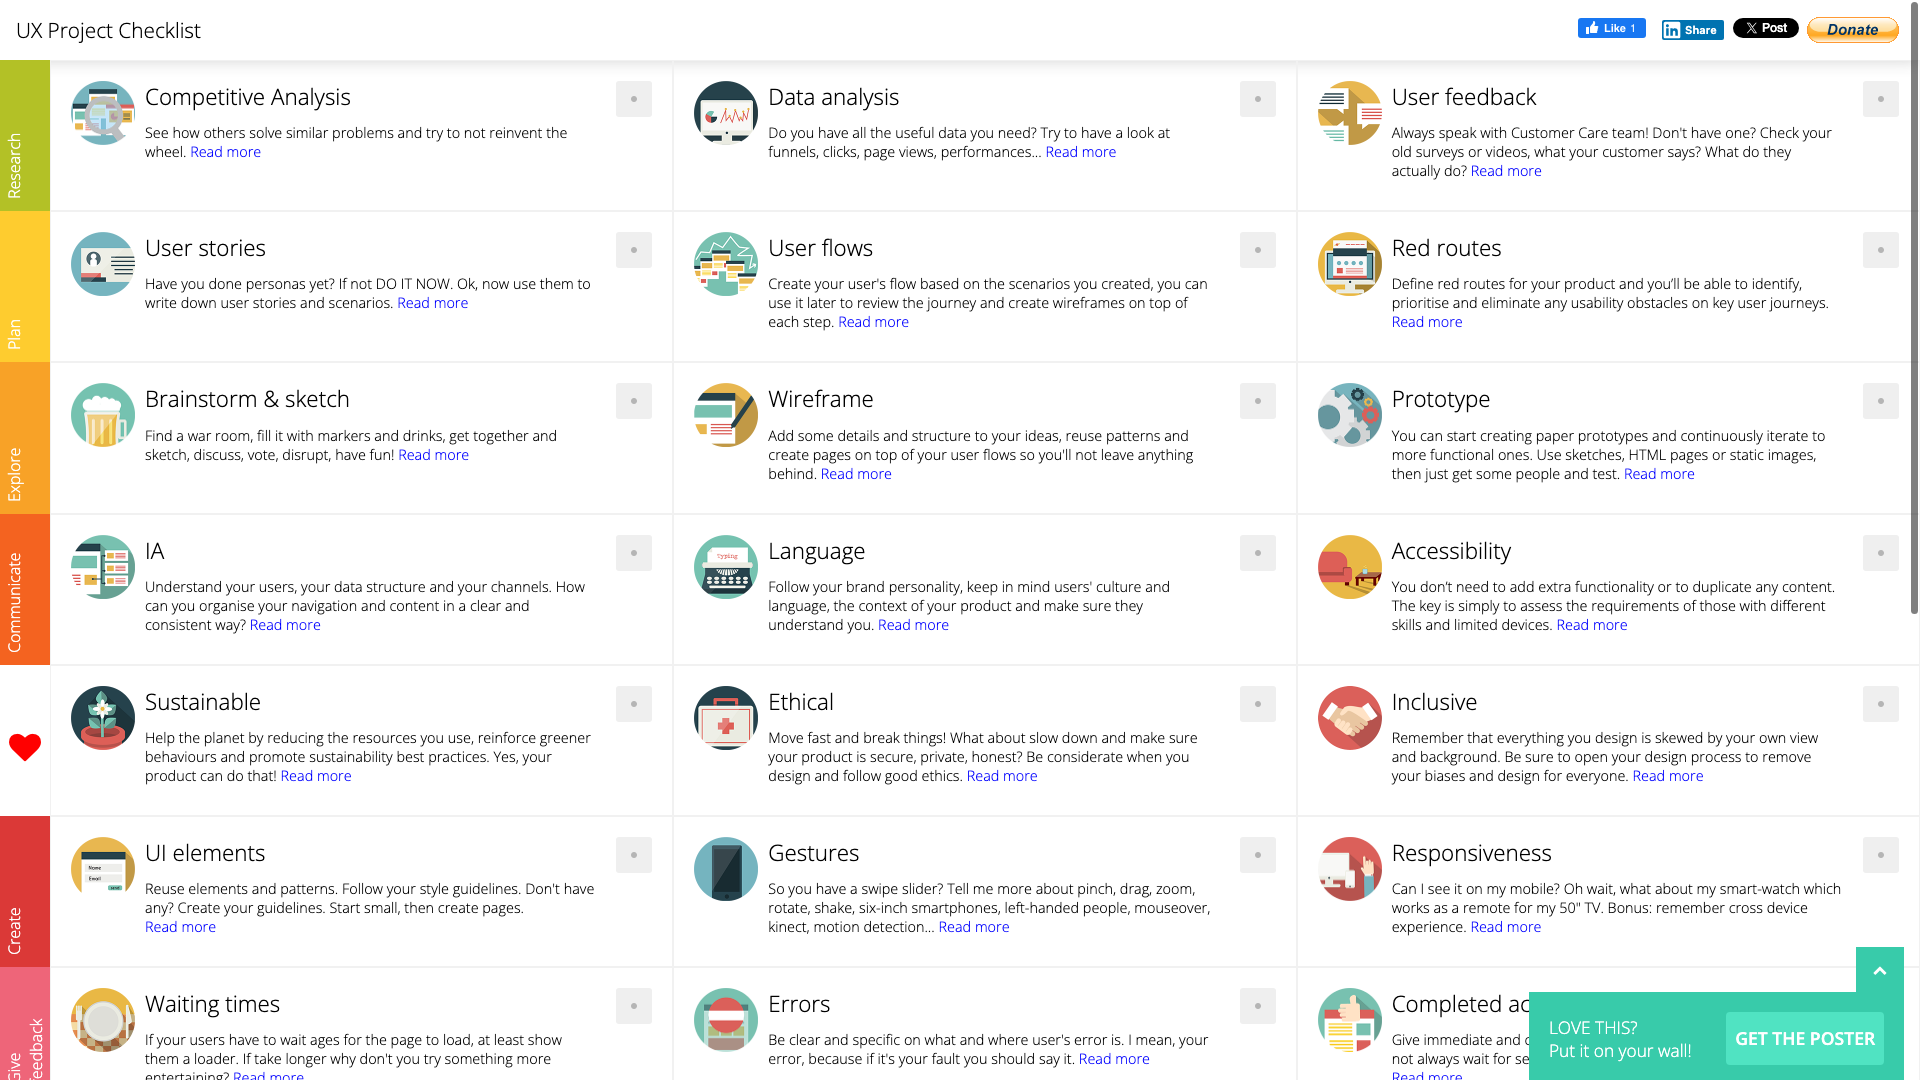 UX Project Checklist
Like 1
in Share
X Post
Donate
Research
Competitive Analysis
See how others solve similar problems and try to not reinvent the
wheel. Read more
Data analysis
Do you have all the useful data you need? Try to have a look at
funnels, clicks, page views, performances... Read more
User feedback
Always speak with Customer Care team! Don't have one? Check your
old surveys or videos, what your customer says? What do they
actually do? Read more
Plan
User stories
Have you done personas yet? If not DO IT NOW. Ok, now use them to
write down user stories and scenarios. Read more
User flows
Create your user's flow based on the scenarios you created, you can
use it later to review the journey and create wireframes on top of
each step. Read more
Red routes
Define red routes for your product and you’ll be able to identify,
prioritise and eliminate any usability obstacles on key user journeys.
Read more
Explore
Brainstorm & sketch
Find a war room, fill it with markers and drinks, get together and
sketch, discuss, vote, disrupt, have fun! Read more
Wireframe
Add some details and structure to your ideas, reuse patterns and
create pages on top of your user flows so you'll not leave anything
behind. Read more
Prototype
You can start creating paper prototypes and continuously iterate to
more functional ones. Use sketches, HTML pages or static images,
then just get some people and test. Read more
Communicate
IA
Understand your users, your data structure and your channels. How
can you organise your navigation and content in a clear and
consistent way? Read more
typing
Language
Follow your brand personality, keep in mind users' culture and
language, the context of your product and make sure they
understand you. Read more
Accessibility
You don’t need to add extra functionality or to duplicate any content.
The key is simply to assess the requirements of those with different
skills and limited devices. Read more
Sustainable
Help the planet by reducing the resources you use, reinforce greener
behaviours and promote sustainability best practices. Yes, your
product can do that! Read more
Ethical
Move fast and break things! What about slow down and make sure
your product is secure, private, honest? Be considerate when you
design and follow good ethics. Read more
Inclusive
Remember that everything you design is skewed by your own view
and background. Be sure to open your design process to remove
your biases and design for everyone. Read more
Create
Name
Email
UI elements
Reuse elements and patterns. Follow your style guidelines. Don't have
any? Create your guidelines. Start small, then create pages.
Read more
Gestures
So you have a swipe slider? Tell me more about pinch, drag, zoom,
rotate, shake, six-inch smartphones, left-handed people, mouseover,
kinect, motion detection... Read more
Responsiveness
Can I see it on my mobile? Oh wait, what about my smart-watch which
works as a remote for my 50" TV. Bonus: remember cross device
experience. Read more
Give
feedback
Waiting times
If your users have to wait ages for the page to load, at least show
them a loader. If take longer why don't you try something more
entertaining? Read more
Errors
Be clear and specific on what and where user's error is. I mean, your
error, because if it's your fault you should say it. Read more
Completed ac
Give immediate and c
not always wait for se
Read more
LOVE THIS?
Put it on your wall!
GET THE POSTER